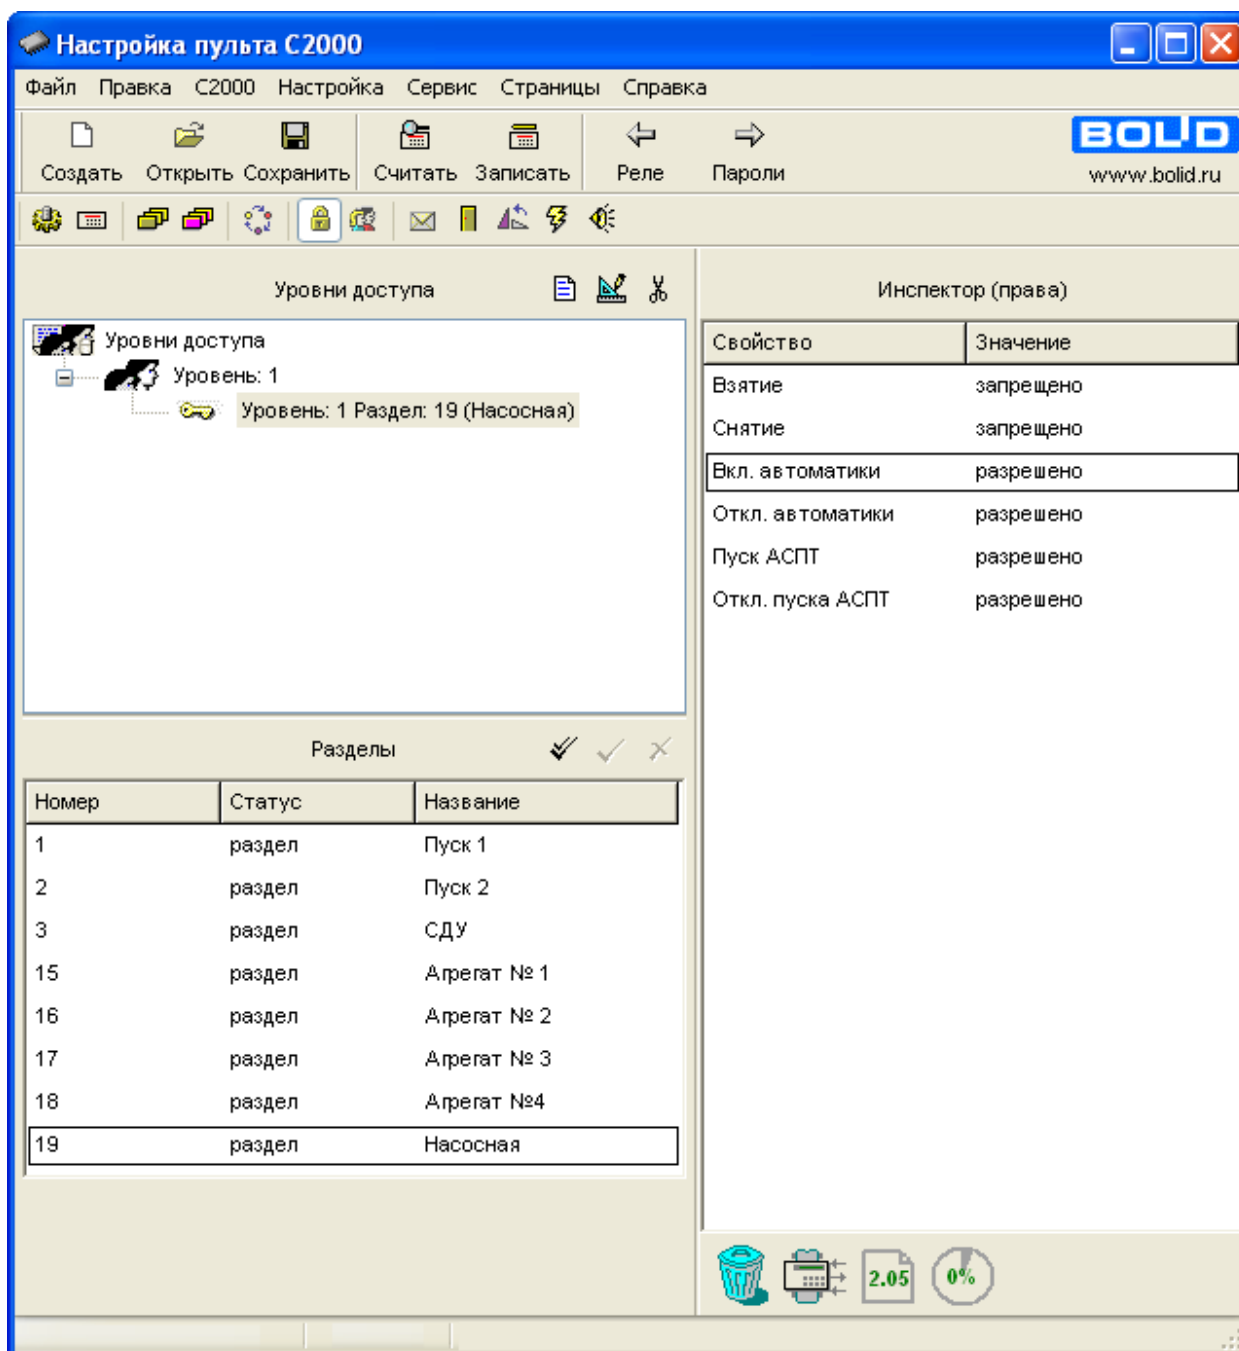 Настройка пульта С2000
Файл Правка С2000 Настройка Сервис Страницы Справка
Создать Открыть Сохранить Считать Записать Реле Пароли
BOLID
www.bolid.ru
Уровни доступа
Уровни доступа
Уровень: 1
Уровень: 1 Раздел: 19 (Насосная)
Разделы
Номер Статус Название
1 раздел Пуск 1
2 раздел Пуск 2
3 раздел СДУ
15 раздел Агрегат № 1
16 раздел Агрегат № 2
17 раздел Агрегат № 3
18 раздел Агрегат №4
19 раздел Насосная
Инспектор (права)
Свойство Значение
Взятие запрещено
Снятие запрещено
Вкл. автоматики разрешено
Откл. автоматики разрешено
Пуск АСПТ разрешено
Откл. пуска АСПТ разрешено
2.05 0%